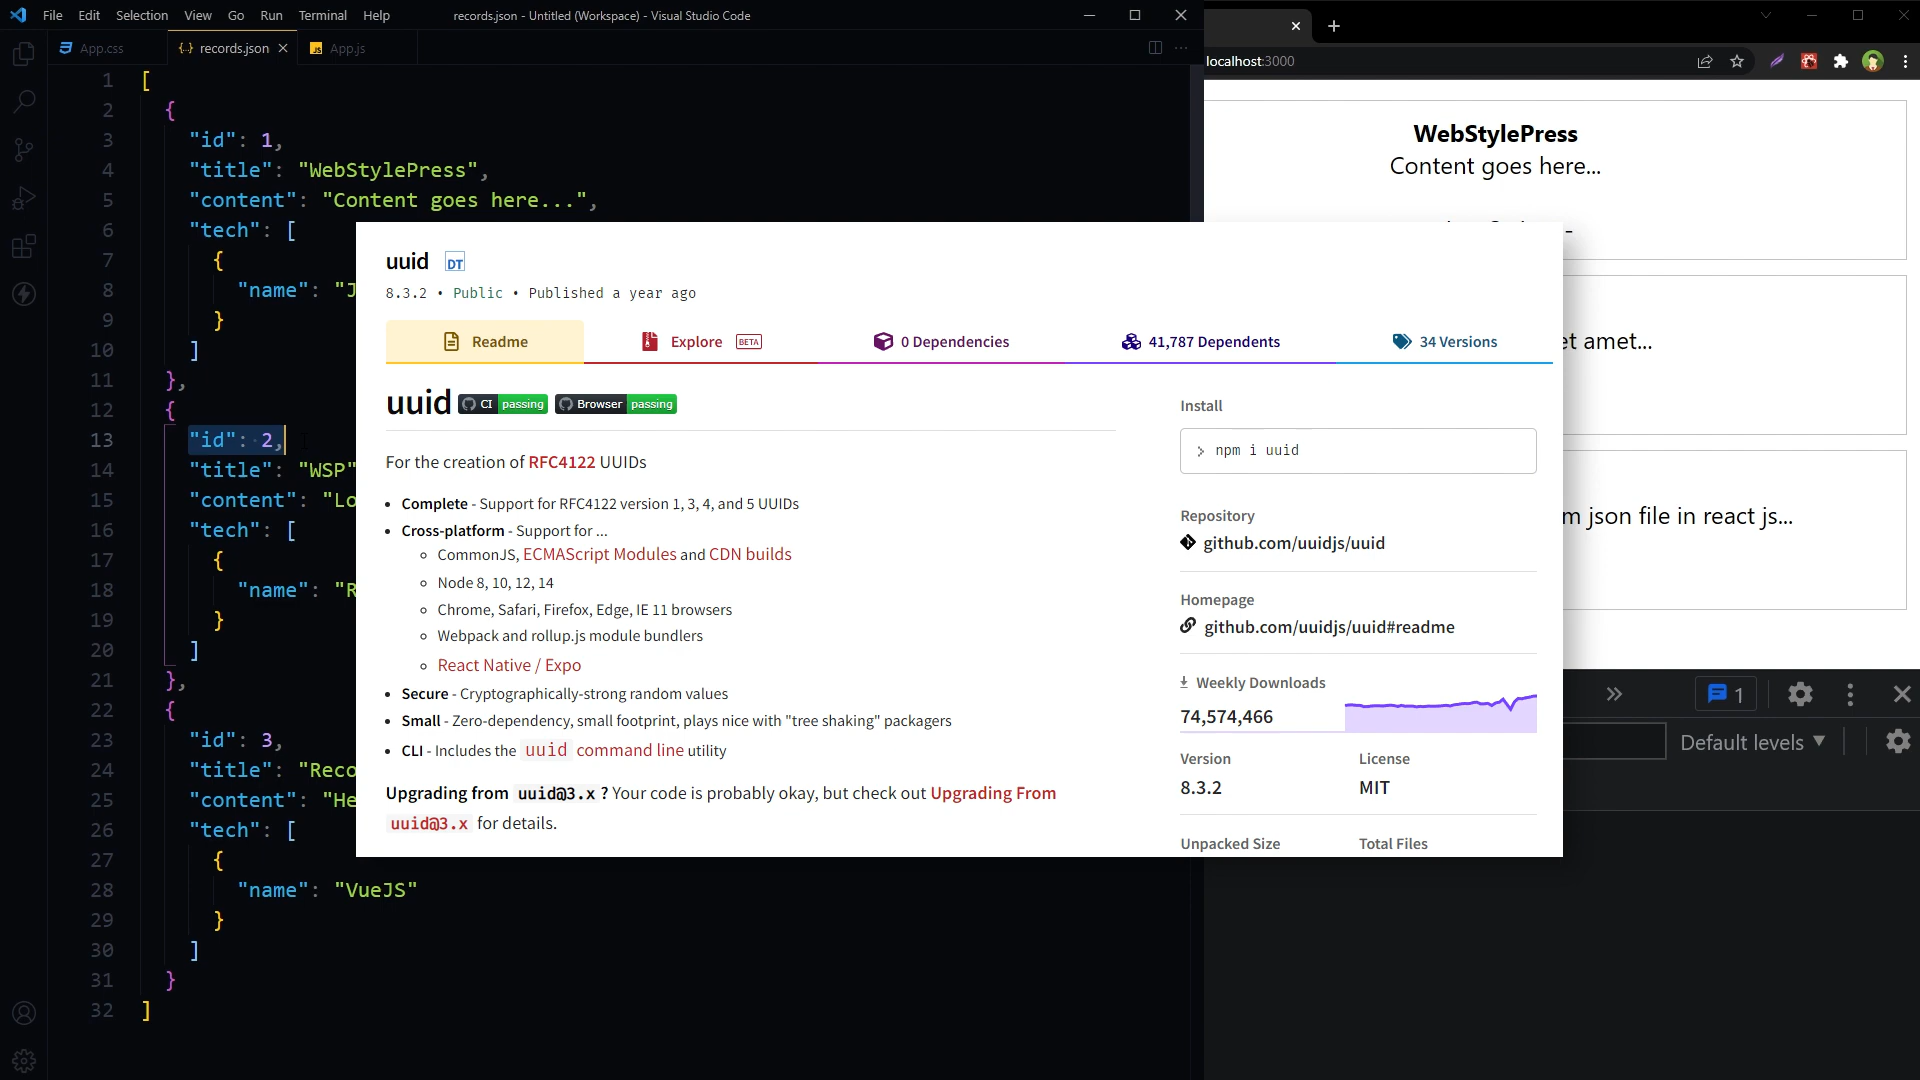 File Edit Selection View Go Run Terminal Help records.json - Untitled (Workspace) - Visual Studio Code
App.css records.json App.js
1 [
2 {
3 "id": 1,
4 "title": "WebStylePress",
5 "content": "Content goes here...",
6 "tech": [
7 {
8 "name": "J
9 }
10 ]
11 },
12 {
13 "id": 2,
14 "title": "WSP"
15 "content": "Lo
16 "tech": [
17 {
18 "name": "R
19 }
20 ]
21 },
22 {
23 "id": 3,
24 "title": "Reco
25 "content": "He
26 "tech": [
27 {
28 "name": "VueJS"
29 }
30 ]
31 }
32 ]
localhost:3000
WebStylePress
Content goes here...
et amet...
m json file in react js...
1
Default levels
uuid DT
8.3.2 • Public • Published a year ago
Readme
Explore BETA
0 Dependencies
41,787 Dependents
34 Versions
uuid CI passing Browser passing
For the creation of RFC4122 UUIDs
• Complete - Support for RFC4122 version 1, 3, 4, and 5 UUIDs
• Cross-platform - Support for ...
CommonJS, ECMAScript Modules and CDN builds
Node 8, 10, 12, 14
Chrome, Safari, Firefox, Edge, IE 11 browsers
Webpack and rollup.js module bundlers
React Native / Expo
• Secure - Cryptographically-strong random values
• Small - Zero-dependency, small footprint, plays nice with "tree shaking" packagers
• CLI - Includes the uuid command line utility
Upgrading from uuid@3.x ? Your code is probably okay, but check out Upgrading From
uuid@3.x for details.
Install
> npm i uuid
Repository
github.com/uuidjs/uuid
Homepage
github.com/uuidjs/uuid#readme
Weekly Downloads
74,574,466
Version License
8.3.2 MIT
Unpacked Size Total Files